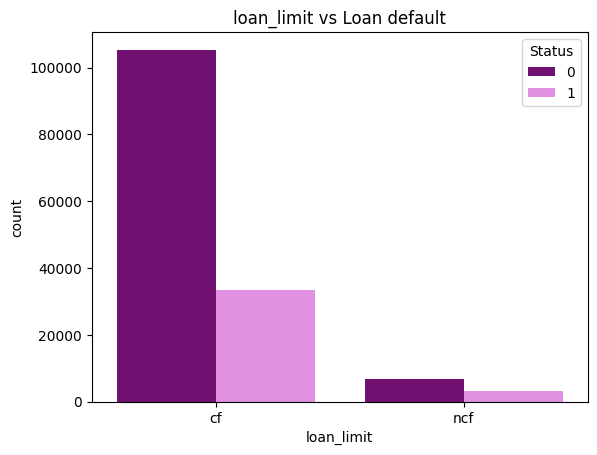 loan_limit vs Loan default
Status
0
1
100000
80000
60000
40000
20000
0
count
cf
ncf
loan_limit